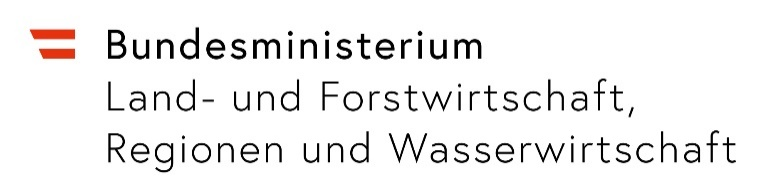 Bundesministerium
Land- und Forstwirtschaft,
Regionen und Wasserwirtschaft